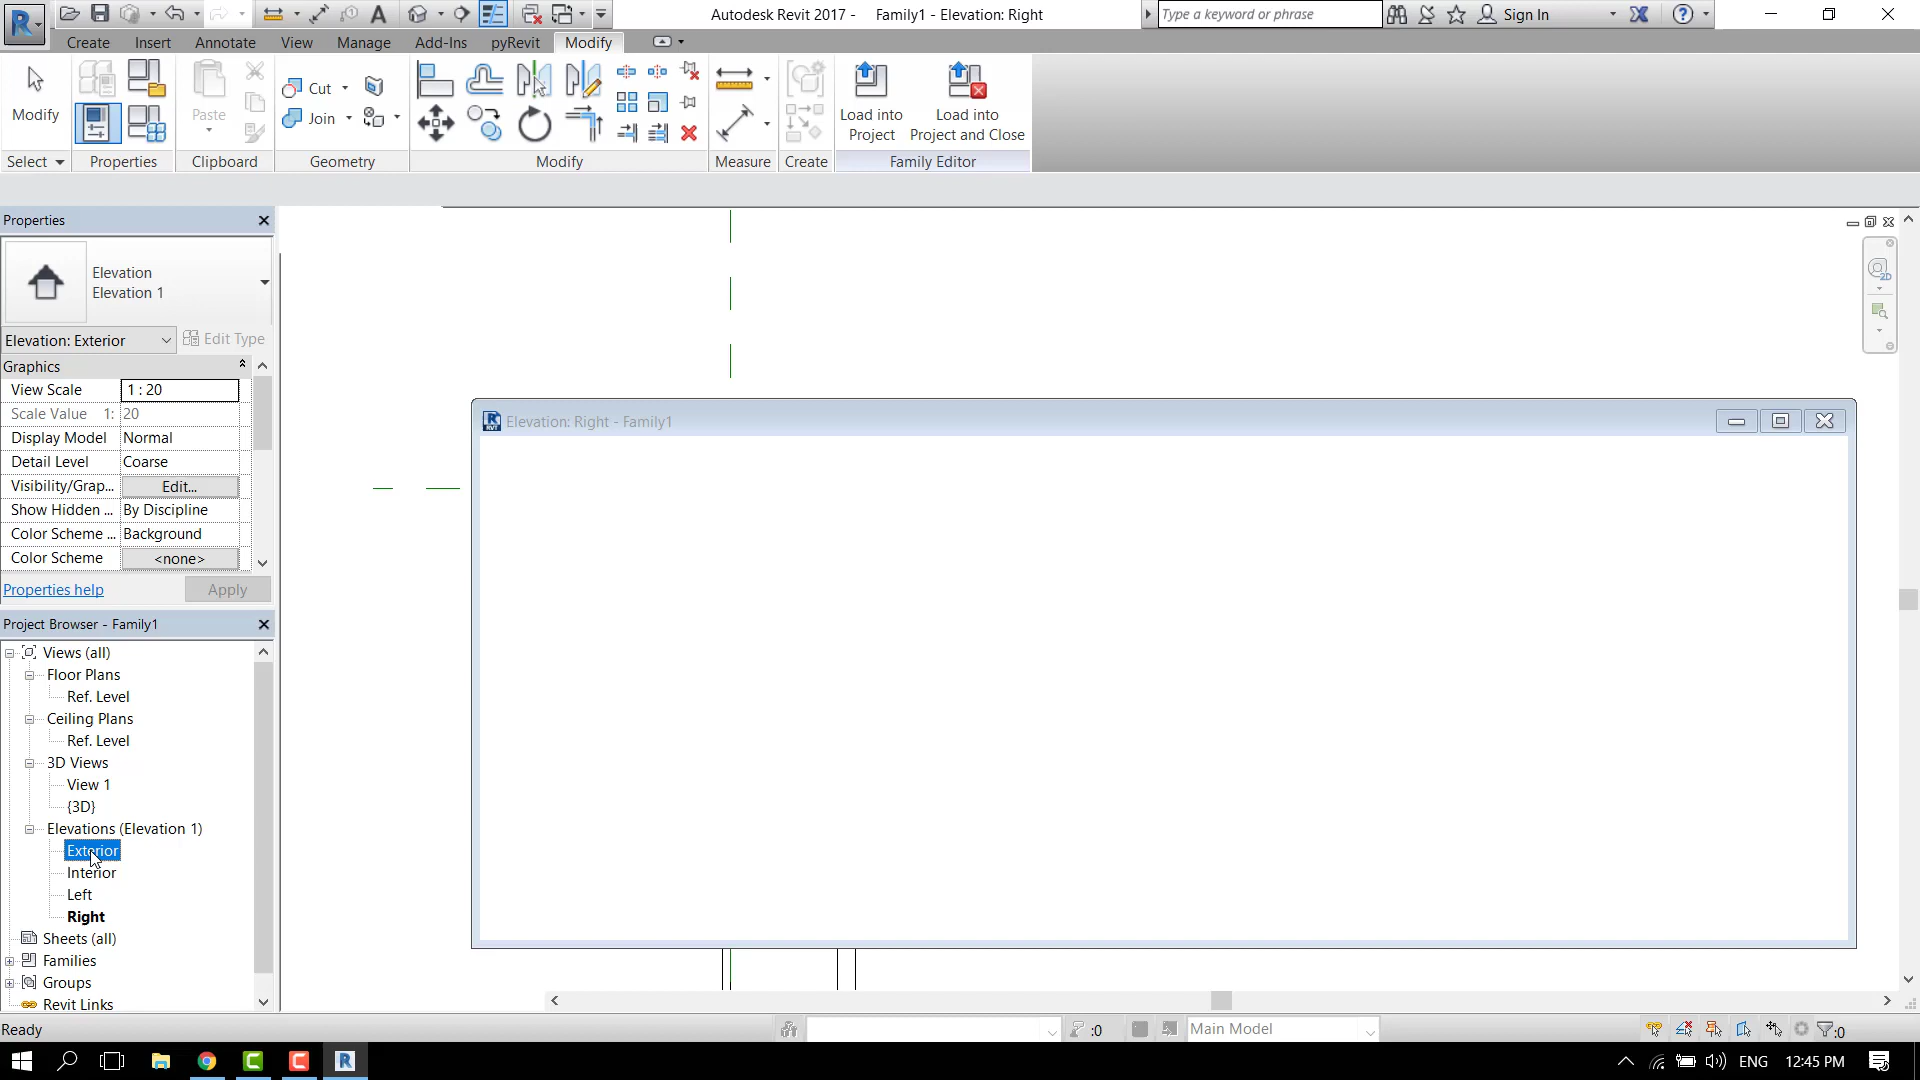 Autodesk Revit 2017 -    Family1 - Elevation: Right
Type a keyword or phrase
Sign In
Create
Insert
Annotate
View
Manage
Add-Ins
pyRevit
Modify
Modify
Paste
Cut
Join
Load into
Project
Load into
Project and Close
Select
Properties
Clipboard
Geometry
Modify
Measure
Create
Family Editor
Properties
Elevation
Elevation 1
Elevation: Exterior
Edit Type
Graphics
View Scale 1 : 20
Scale Value 1: 20
Display Model Normal
Detail Level Coarse
Visibility/Grap... Edit...
Show Hidden ... By Discipline
Color Scheme ... Background
Color Scheme <none>
Properties help
Apply
Project Browser - Family1
Views (all)
Floor Plans
Ref. Level
Ceiling Plans
Ref. Level
3D Views
View 1
{3D}
Elevations (Elevation 1)
Exterior
Interior
Left
Right
Sheets (all)
Families
Groups
Revit Links
2D
Elevation: Right - Family1
Ready
:0
Main Model
:0
ENG
12:45 PM